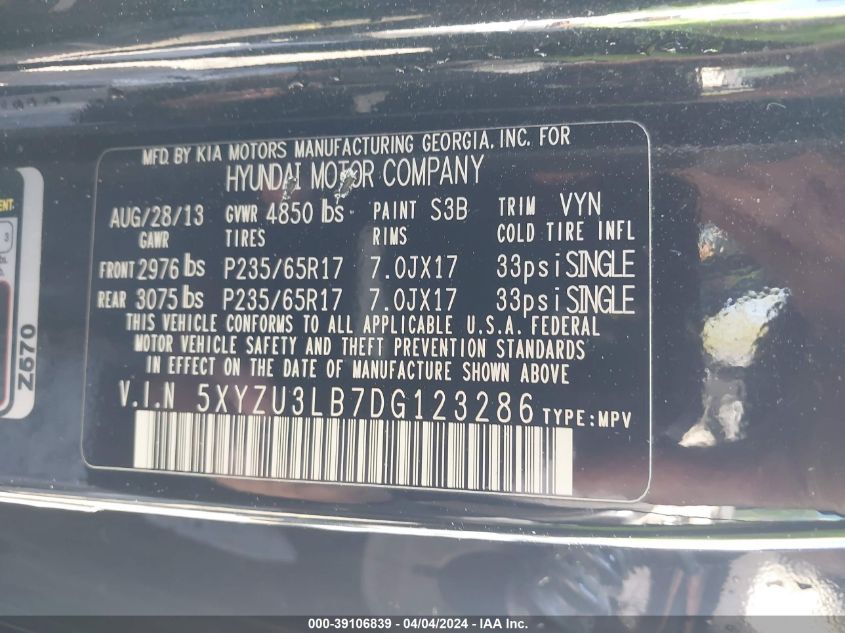 MFD. BY KIA MOTORS MANUFACTURING GEORGIA, INC. FOR
HYUNDAI MOTOR COMPANY
AUG/28/13 GVWR 4850 lbs PAINT S3B TRIM VYN
GAWR TIRES RIMS COLD TIRE INFL
FRONT 2976 lbs P235/65R17 7.0JX17 33psi SINGLE
REAR 3075 lbs P235/65R17 7.0JX17 33psi SINGLE
THIS VEHICLE CONFORMS TO ALL APPLICABLE U.S.A. FEDERAL
MOTOR VEHICLE SAFETY AND THEFT PREVENTION STANDARDS
IN EFFECT ON THE DATE OF MANUFACTURE SHOWN ABOVE
V.I.N 5XYZU3LB7DG123286 TYPE:MPV
Z670
3
000-39106839 - 04/04/2024 - IAA Inc.